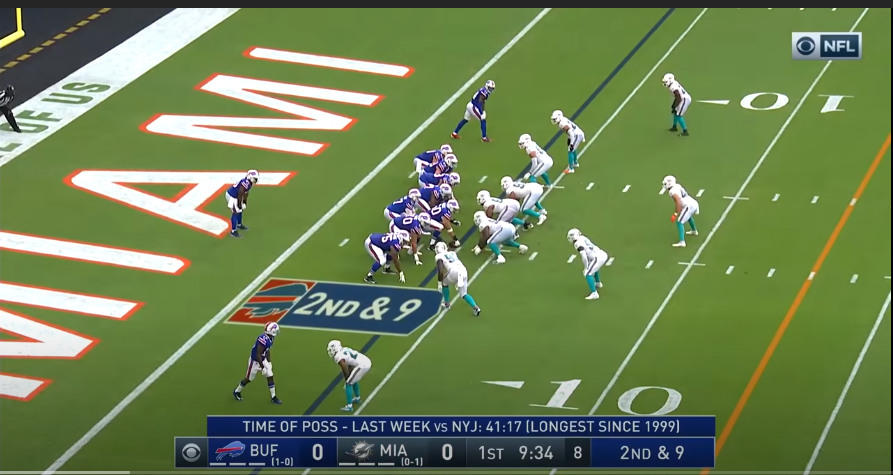 NFL
OF US
MIAMI
10
2ND & 9
10
TIME OF POSS - LAST WEEK vs NYJ: 41:17 (LONGEST SINCE 1999)
BUF (1-0) 0 MIA (0-1) 0 1ST 9:34 8 2ND & 9